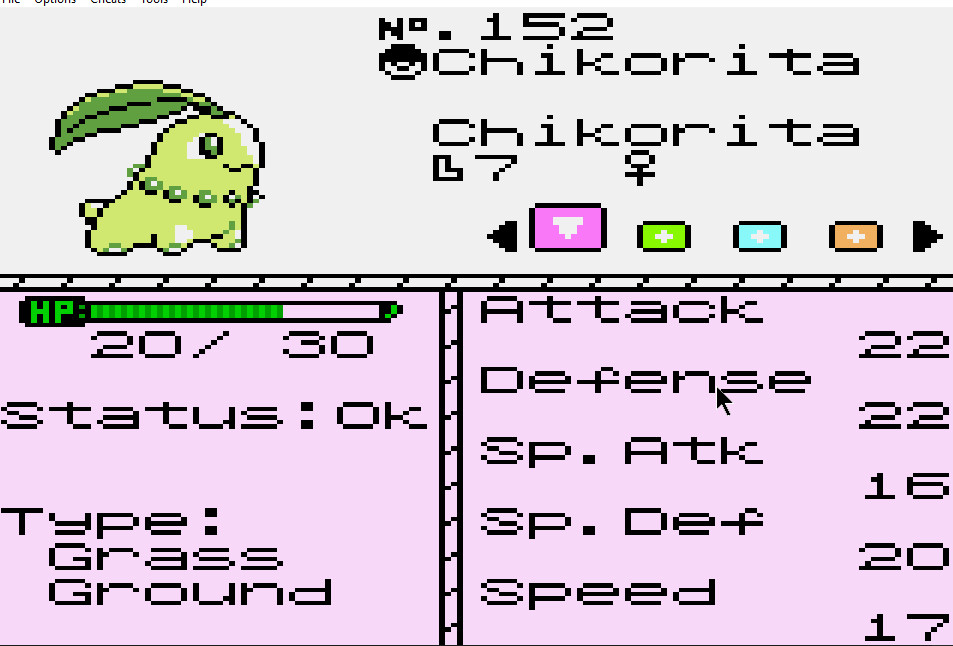 File Options Cheats Tools Help
Nº.152
Chikorita
Chikorita
L7 ♀
HP:
20/ 30
Status:Ok
Type:
Grass
Ground
Attack
22
Defense
22
Sp.Atk
16
Sp.Def
20
Speed
17